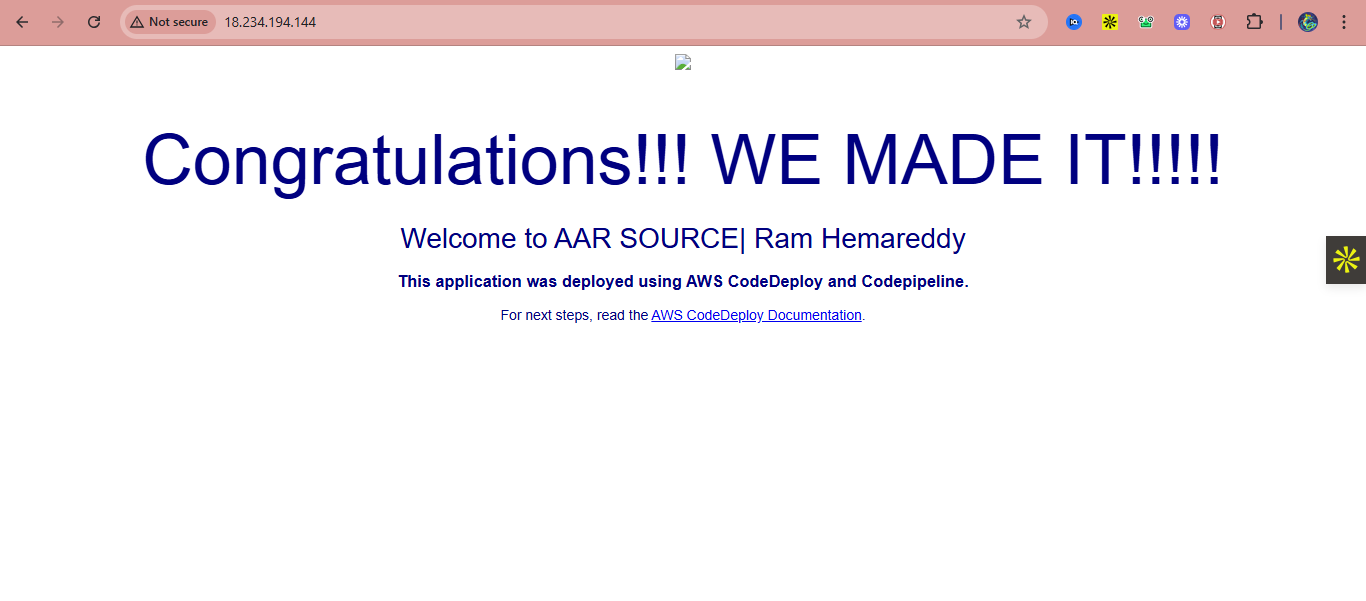 Not secure
18.234.194.144
Congratulations!!! WE MADE IT!!!!!
Welcome to AAR SOURCE| Ram Hemareddy
This application was deployed using AWS CodeDeploy and Codepipeline.
For next steps, read the AWS CodeDeploy Documentation.